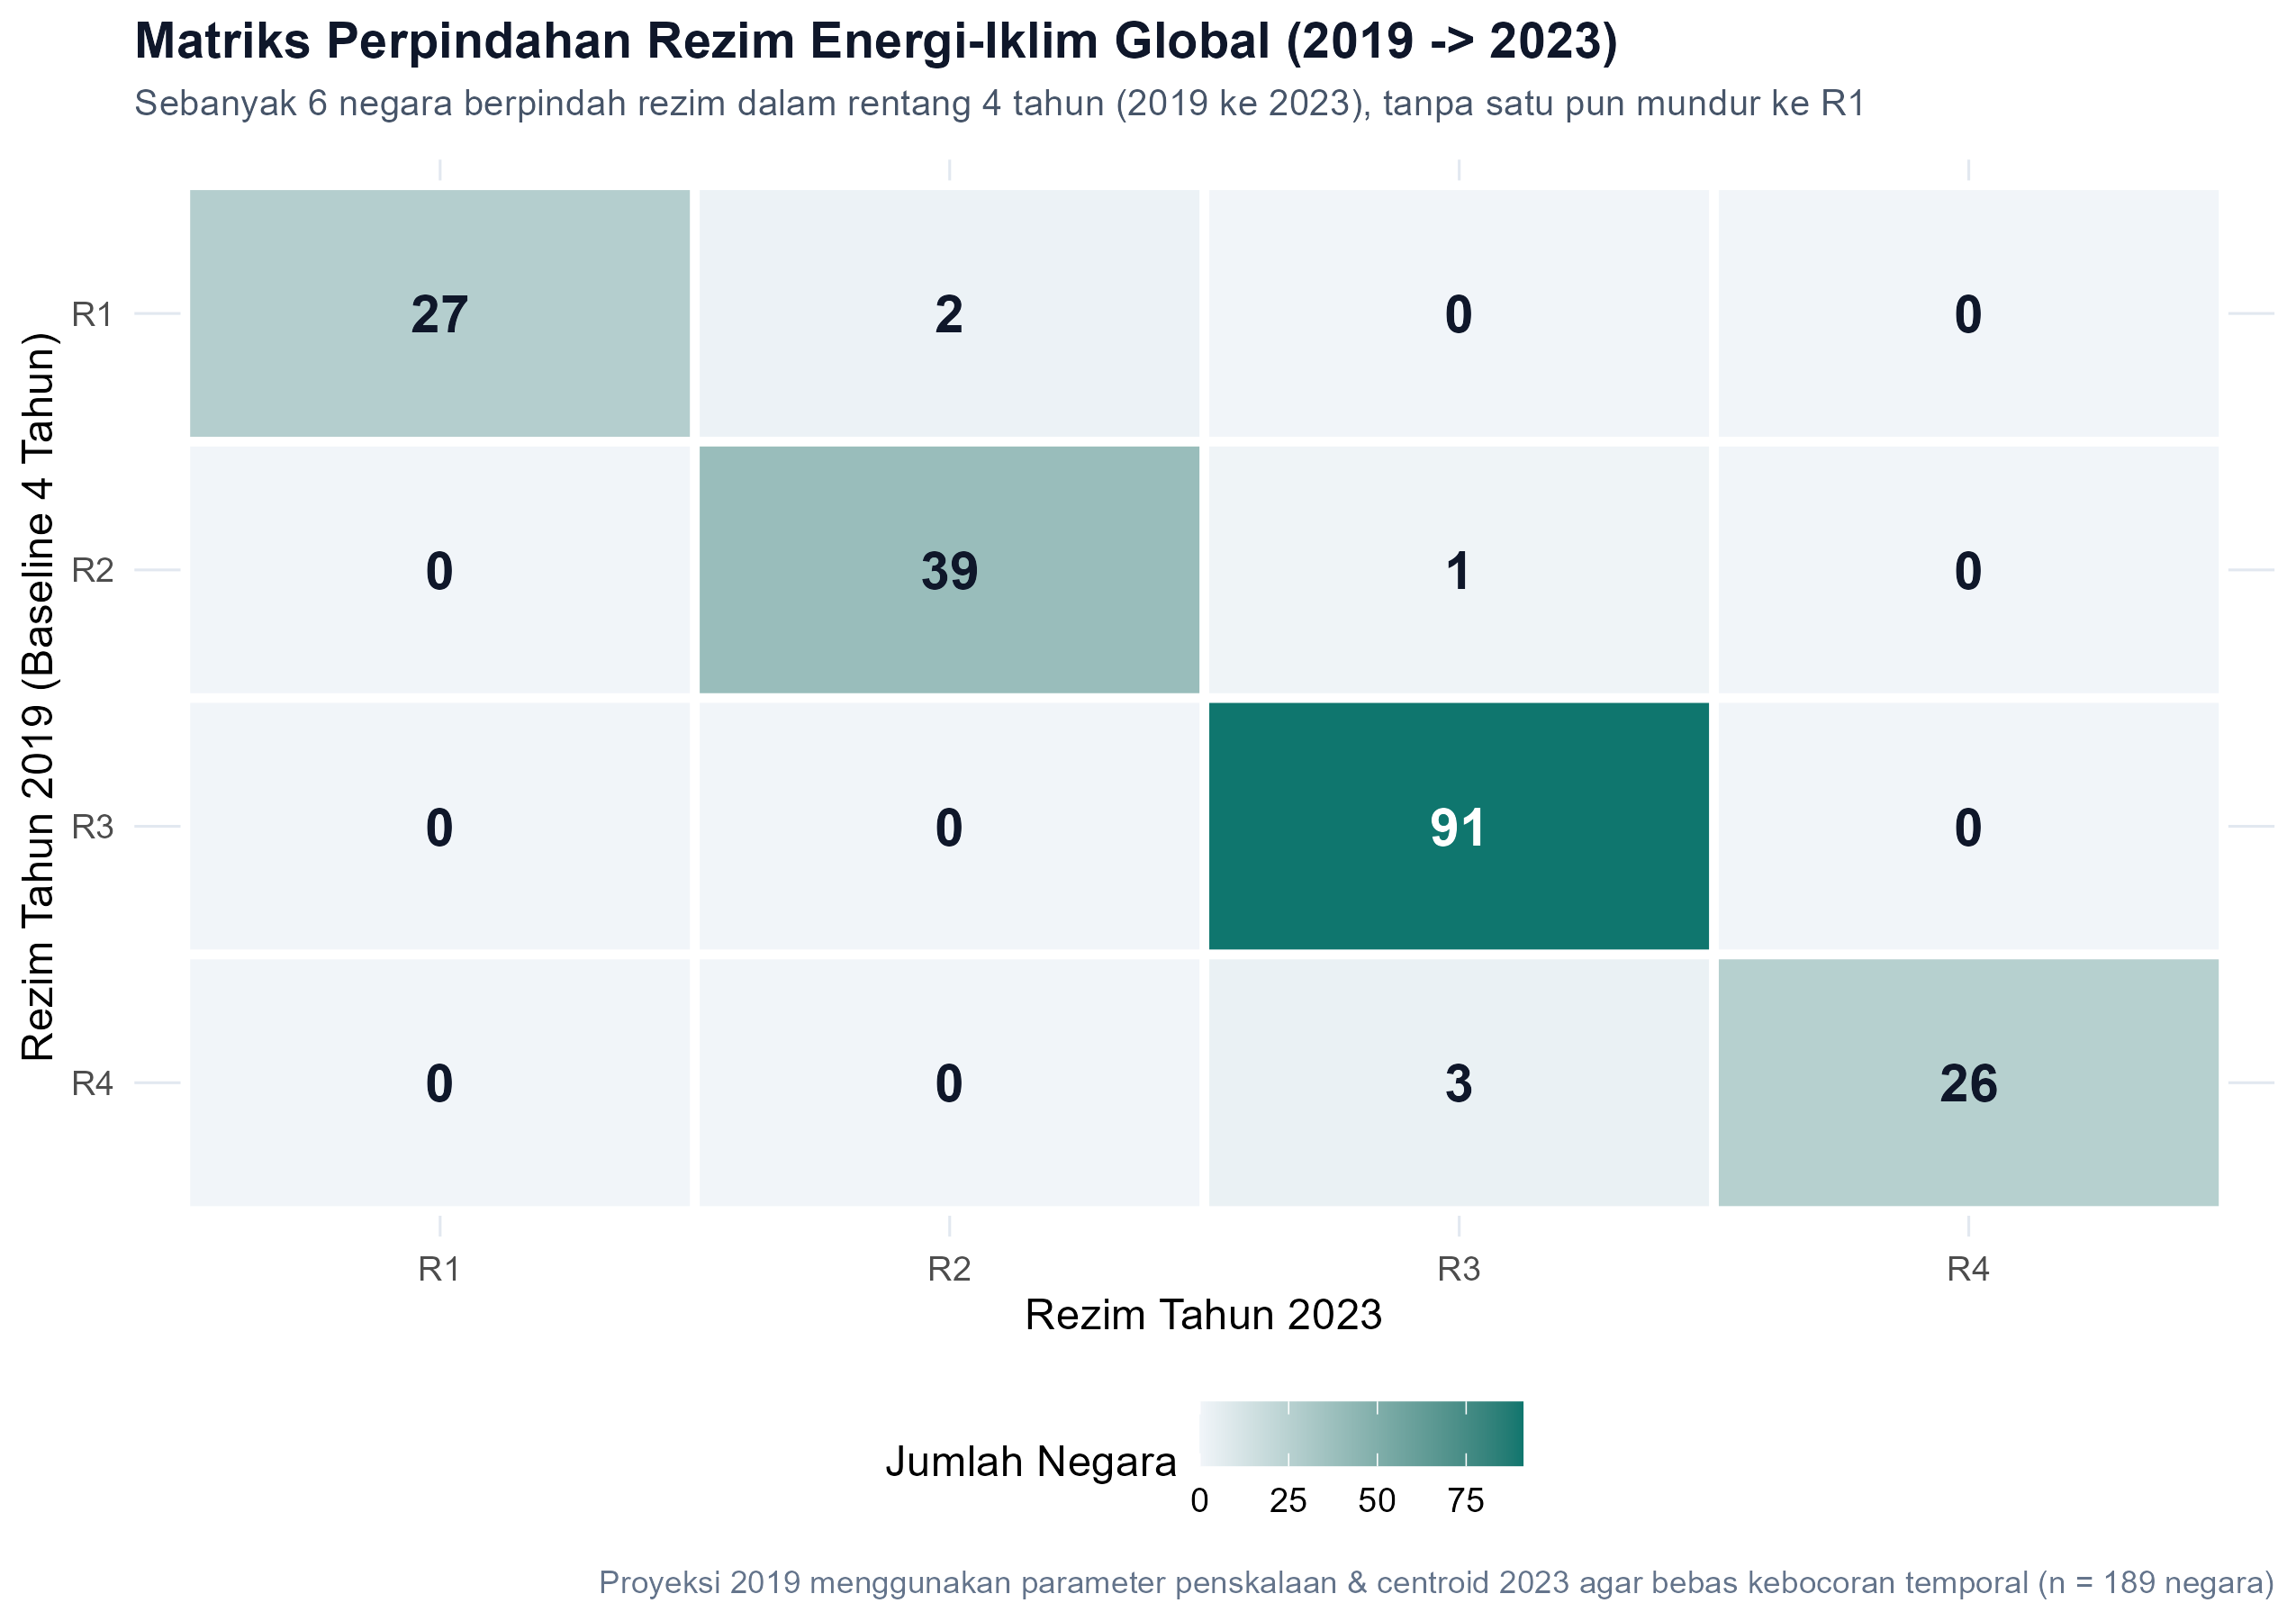 Matriks Perpindahan Rezim Energi-Iklim Global (2019 -> 2023)
Sebanyak 6 negara berpindah rezim dalam rentang 4 tahun (2019 ke 2023), tanpa satu pun mundur ke R1
Rezim Tahun 2019 (Baseline 4 Tahun)
R1 27 2 0 0
R2 0 39 1 0
R3 0 0 91 0
R4 0 0 3 26
R1 R2 R3 R4
Rezim Tahun 2023
Jumlah Negara
0 25 50 75
Proyeksi 2019 menggunakan parameter penskalaan & centroid 2023 agar bebas kebocoran temporal (n = 189 negara)